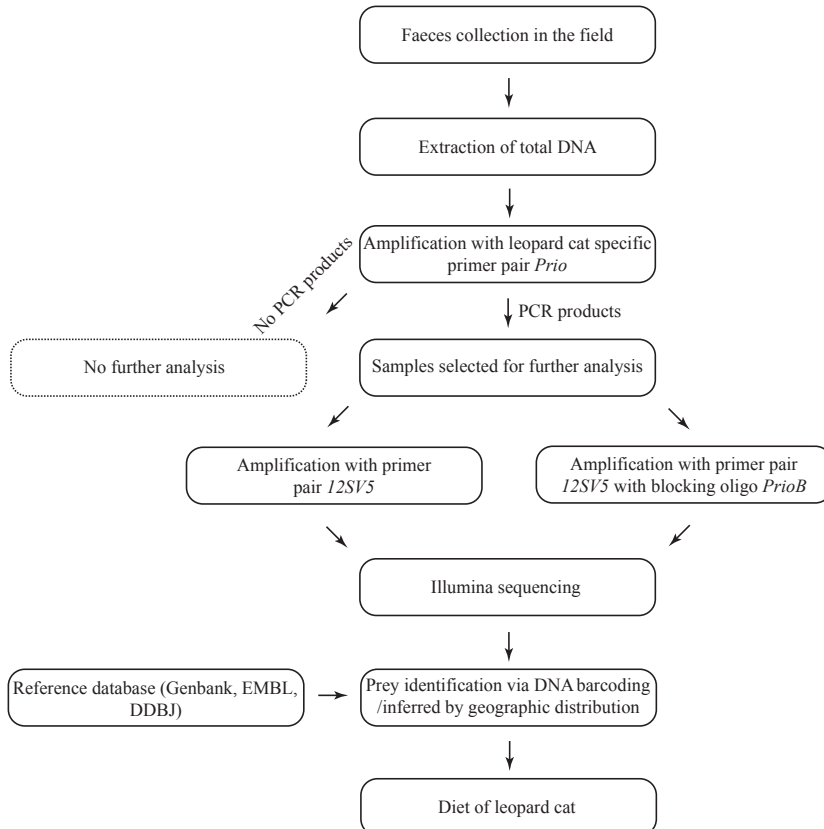 Faeces collection in the field
Extraction of total DNA
Amplification with leopard cat specific
primer pair Prio
No PCR products
PCR products
No further analysis
Samples selected for further analysis
Amplification with primer
pair 12SV5
Amplification with primer pair
12SV5 with blocking oligo PrioB
Illumina sequencing
Reference database (Genbank, EMBL,
DDBJ)
Prey identification via DNA barcoding
/inferred by geographic distribution
Diet of leopard cat